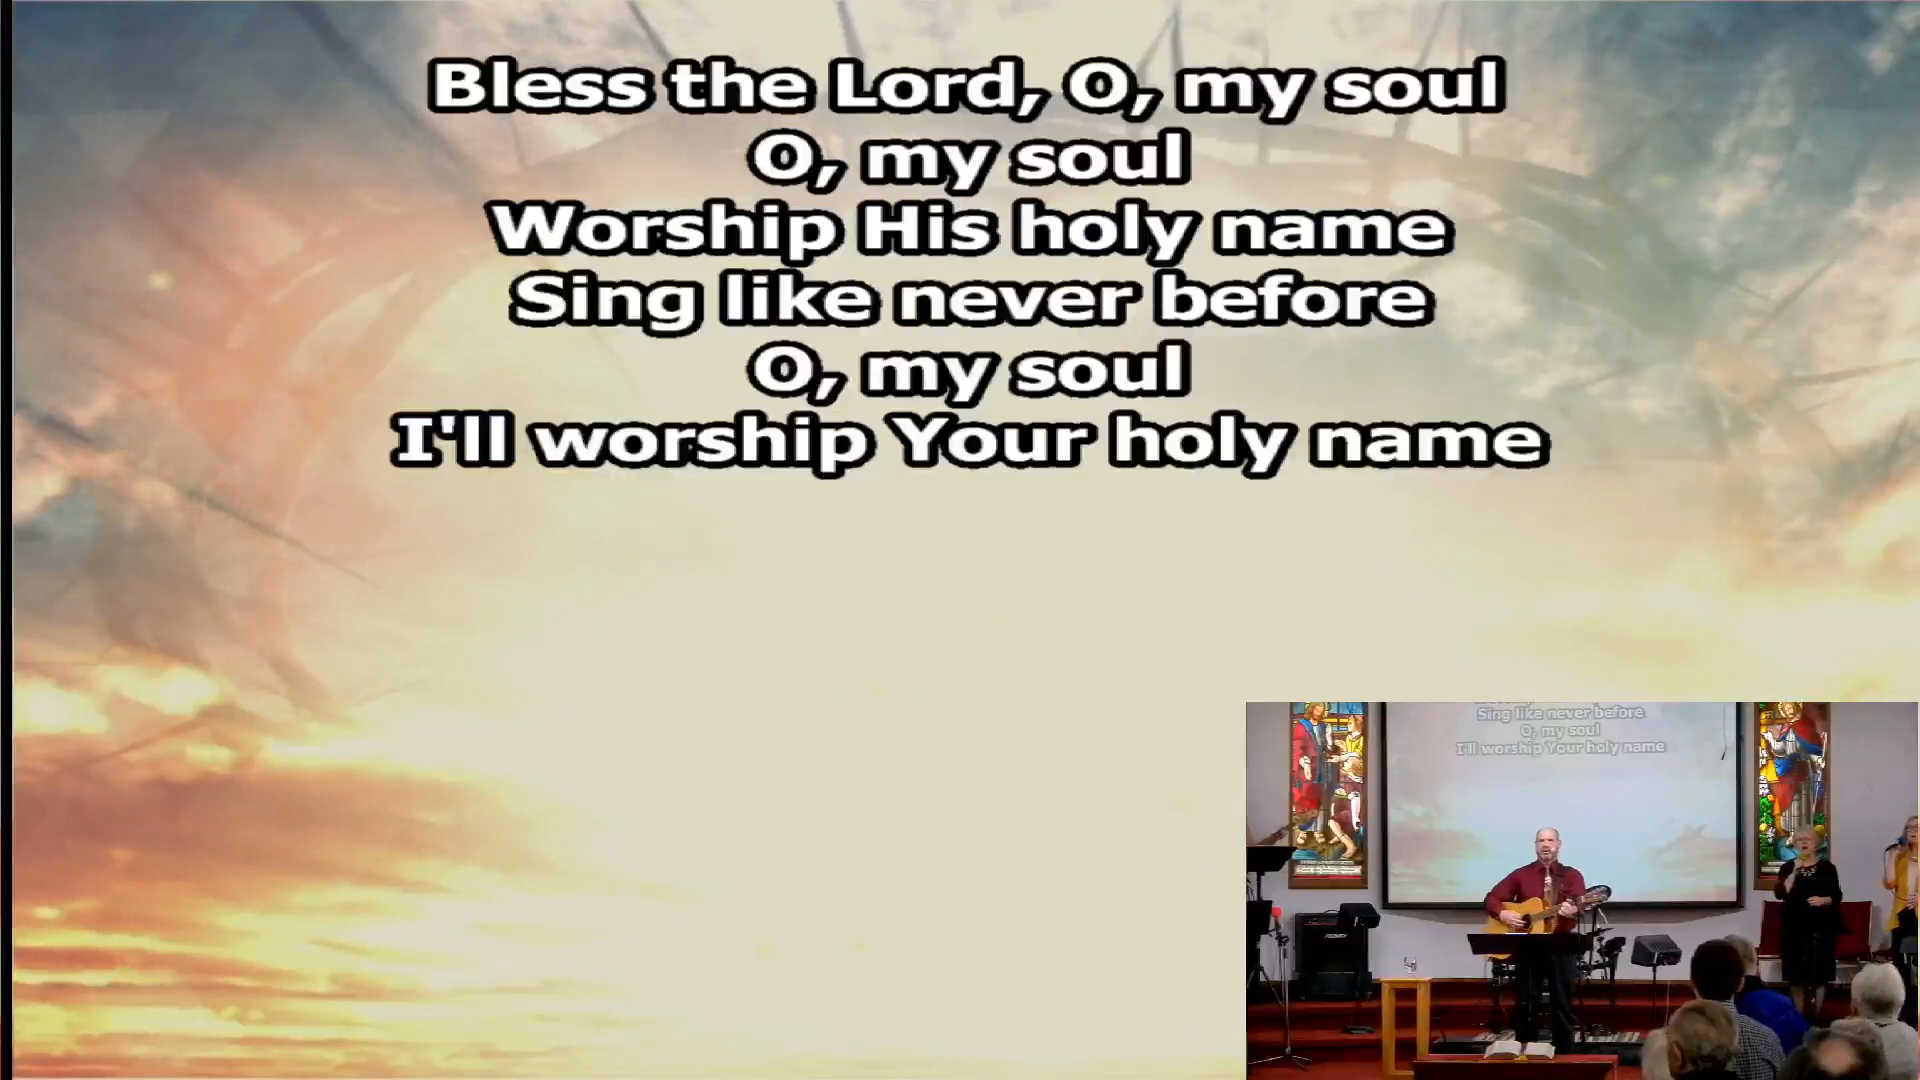 Bless the Lord, O, my soul
O, my soul
Worship His holy name
Sing like never before
O, my soul
I'll worship Your holy name
Sing like never before
O, my soul
I'll worship Your holy name